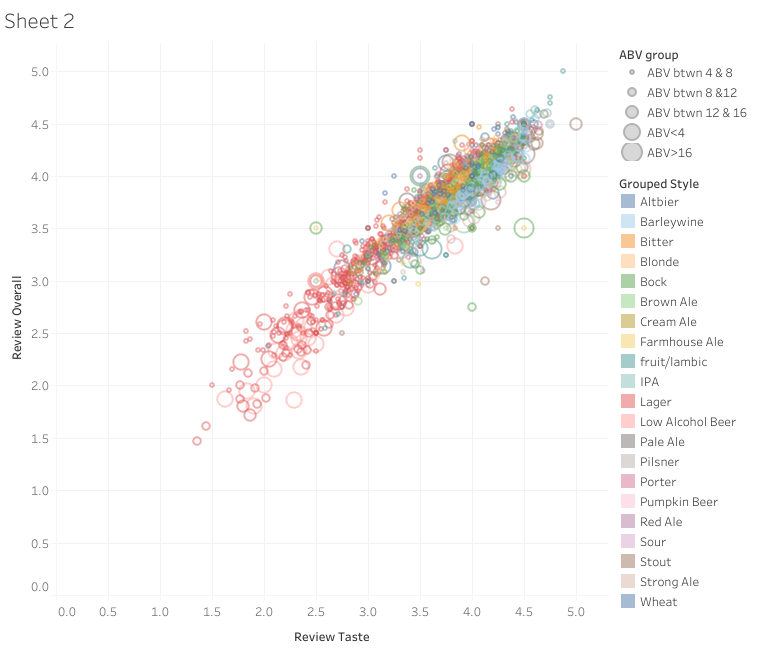 Sheet 2
5.0
4.5
4.0
3.5
3.0
2.5
2.0
1.5
1.0
0.5
0.0
Review Overall
0.0 0.5 1.0 1.5 2.0 2.5 3.0 3.5 4.0 4.5 5.0
Review Taste
ABV group
ABV btwn 4 & 8
ABV btwn 8 &12
ABV btwn 12 & 16
ABV<4
ABV>16
Grouped Style
Altbier
Barleywine
Bitter
Blonde
Bock
Brown Ale
Cream Ale
Farmhouse Ale
fruit/lambic
IPA
Lager
Low Alcohol Beer
Pale Ale
Pilsner
Porter
Pumpkin Beer
Red Ale
Sour
Stout
Strong Ale
Wheat